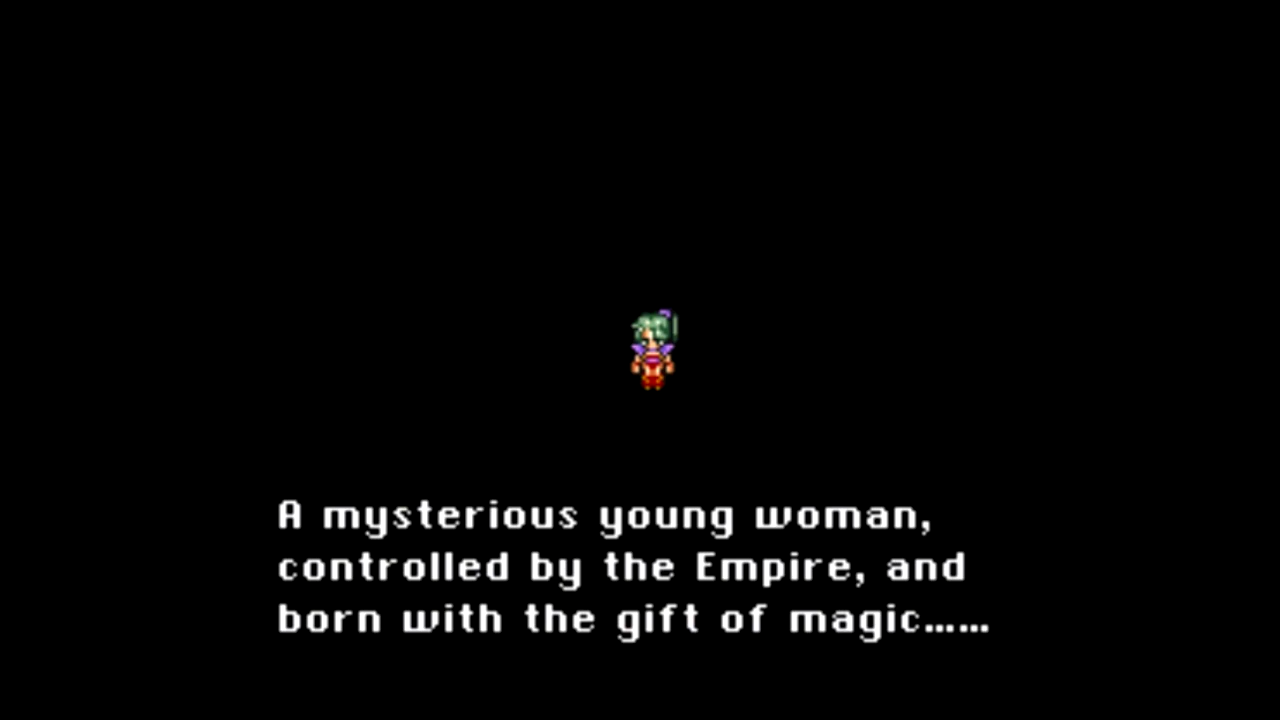 A mysterious young woman,
controlled by the Empire, and
born with the gift of magic……